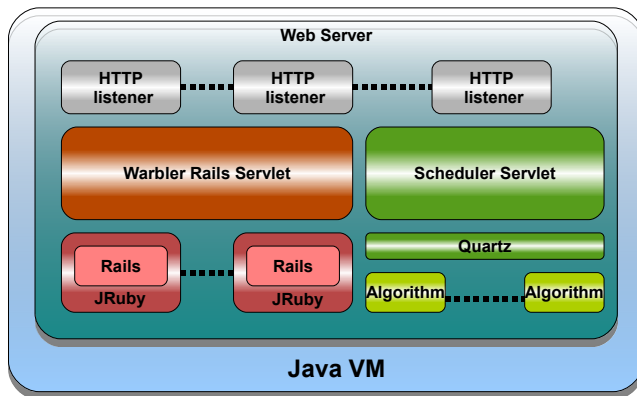 Web Server
HTTP
listener
HTTP
listener
HTTP
listener
Warbler Rails Servlet
Scheduler Servlet
Quartz
Rails
JRuby
Rails
JRuby
Algorithm
Algorithm
Java VM